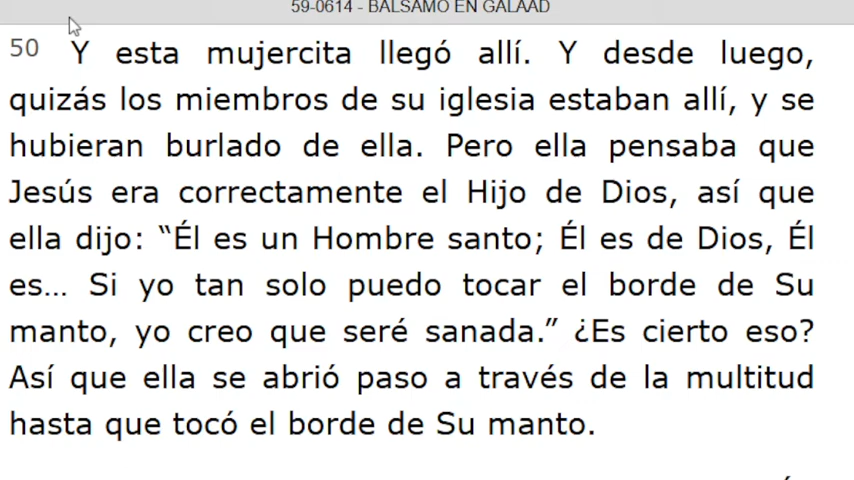 59-0614 - BALSAMO EN GALAAD
50 Y esta mujercita llegó allí. Y desde luego,
quizás los miembros de su iglesia estaban allí, y se
hubieran burlado de ella. Pero ella pensaba que
Jesús era correctamente el Hijo de Dios, así que
ella dijo: “Él es un Hombre santo; Él es de Dios, Él
es... Si yo tan solo puedo tocar el borde de Su
manto, yo creo que seré sanada.” ¿Es cierto eso?
Así que ella se abrió paso a través de la multitud
hasta que tocó el borde de Su manto.